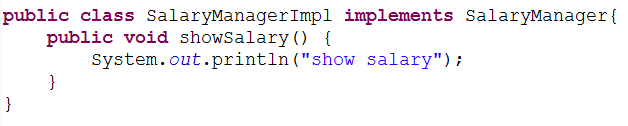 public class SalaryManagerImpl implements SalaryManager{
    public void showSalary() {
        System.out.println("show salary");
    }
}